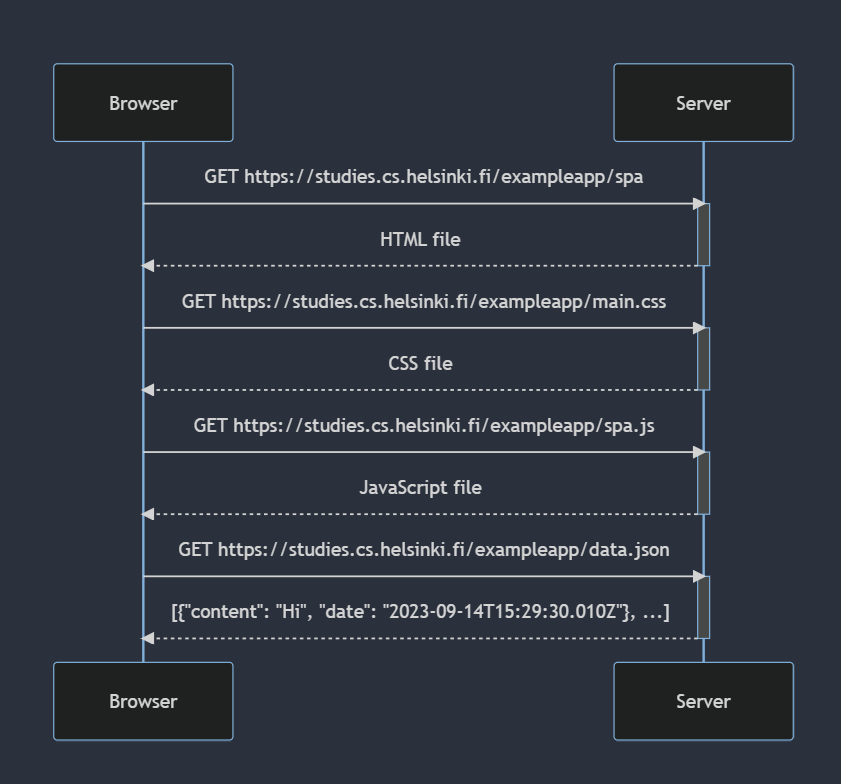 Browser
Server
GET https://studies.cs.helsinki.fi/exampleapp/spa
HTML file
GET https://studies.cs.helsinki.fi/exampleapp/main.css
CSS file
GET https://studies.cs.helsinki.fi/exampleapp/spa.js
JavaScript file
GET https://studies.cs.helsinki.fi/exampleapp/data.json
[{"content": "Hi", "date": "2023-09-14T15:29:30.010Z"}, ...]
Browser
Server